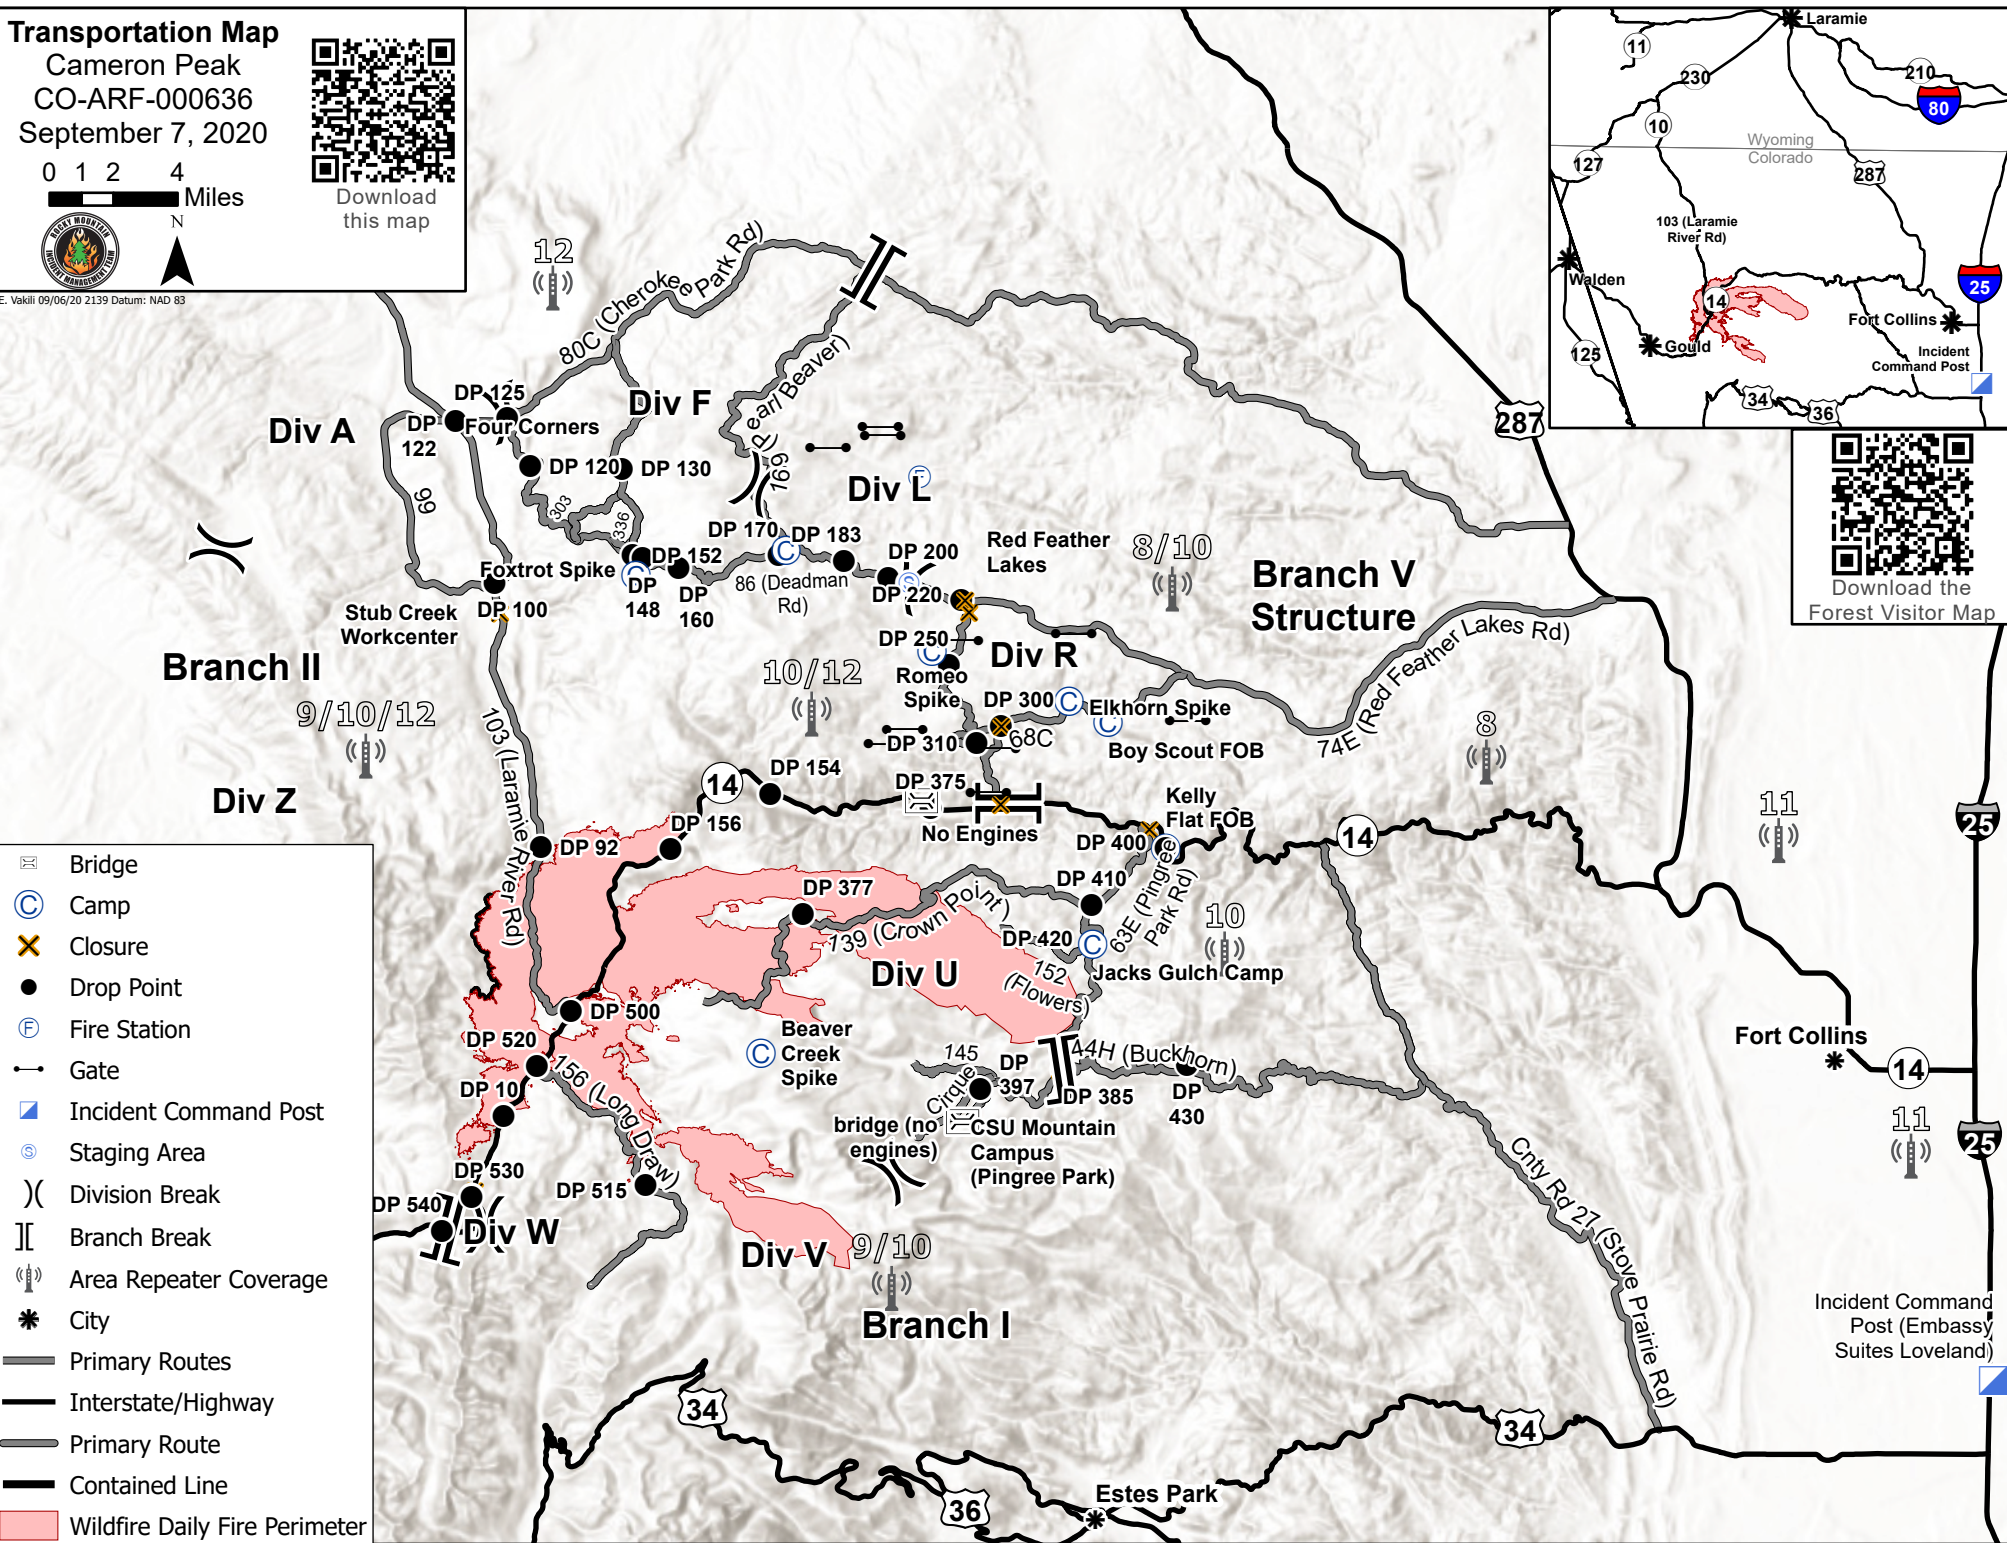 Transportation Map
Cameron Peak
CO-ARF-000636
September 7, 2020
0 1 2 4
Miles
N
ROCKY MOUNTAIN
INCIDENT MANAGEMENT TEAM
Download
this map
E. Vakili 09/06/20 2139 Datum: NAD 83
Laramie
11
230
210
80
10
Wyoming
Colorado
127
287
103 (Laramie
River Rd)
Walden
25
14
Fort Collins
Gould
125
Incident
Command Post
34
36
Download the
Forest Visitor Map
12
80C (Cherokee Park Rd)
DP 125
Div F
(Pearl Beaver)
169
Div A
DP
122
Four Corners
287
DP 120
DP 130
99
303
336
Div L
F
DP 170
DP 183
Red Feather
Lakes
8/10
DP 200
Foxtrot Spike
DP 152
C
C
S
Branch V
Structure
DP 100
DP
148
DP
160
86 (Deadman
Rd)
DP 220
Stub Creek
Workcenter
74E (Red Feather Lakes Rd)
DP 250
C
Div R
Branch II
10/12
Romeo
Spike
DP 300
C
Elkhorn Spike
C
9/10/12
103 (Laramie River Rd)
DP 310
68C
Boy Scout FOB
8
14
DP 154
DP 375
Div Z
Kelly
Flat FOB
11
25
DP 156
No Engines
DP 400
14
DP 92
DP 377
DP 410
63E (Pingree
Park Rd)
139 (Crown Point)
10
DP 420
C
Div U
152
(Flowers)
Jacks Gulch Camp
DP 500
Beaver
Creek
Spike
C
Fort Collins
DP 520
156 (Long Draw)
145
DP
397
44H (Buckhorn)
14
DP 10
Cirque
DP 385
DP
430
bridge (no
engines)
CSU Mountain
Campus
(Pingree Park)
11
25
DP 530
DP 515
Cnty Rd 27 (Stove Prairie Rd)
DP 540
Div W
Div V
9/10
Branch I
Incident Command
Post (Embassy
Suites Loveland)
34
34
36
Estes Park
Bridge
C Camp
Closure
Drop Point
F Fire Station
Gate
Incident Command Post
S Staging Area
Division Break
Branch Break
Area Repeater Coverage
City
Primary Routes
Interstate/Highway
Primary Route
Contained Line
Wildfire Daily Fire Perimeter